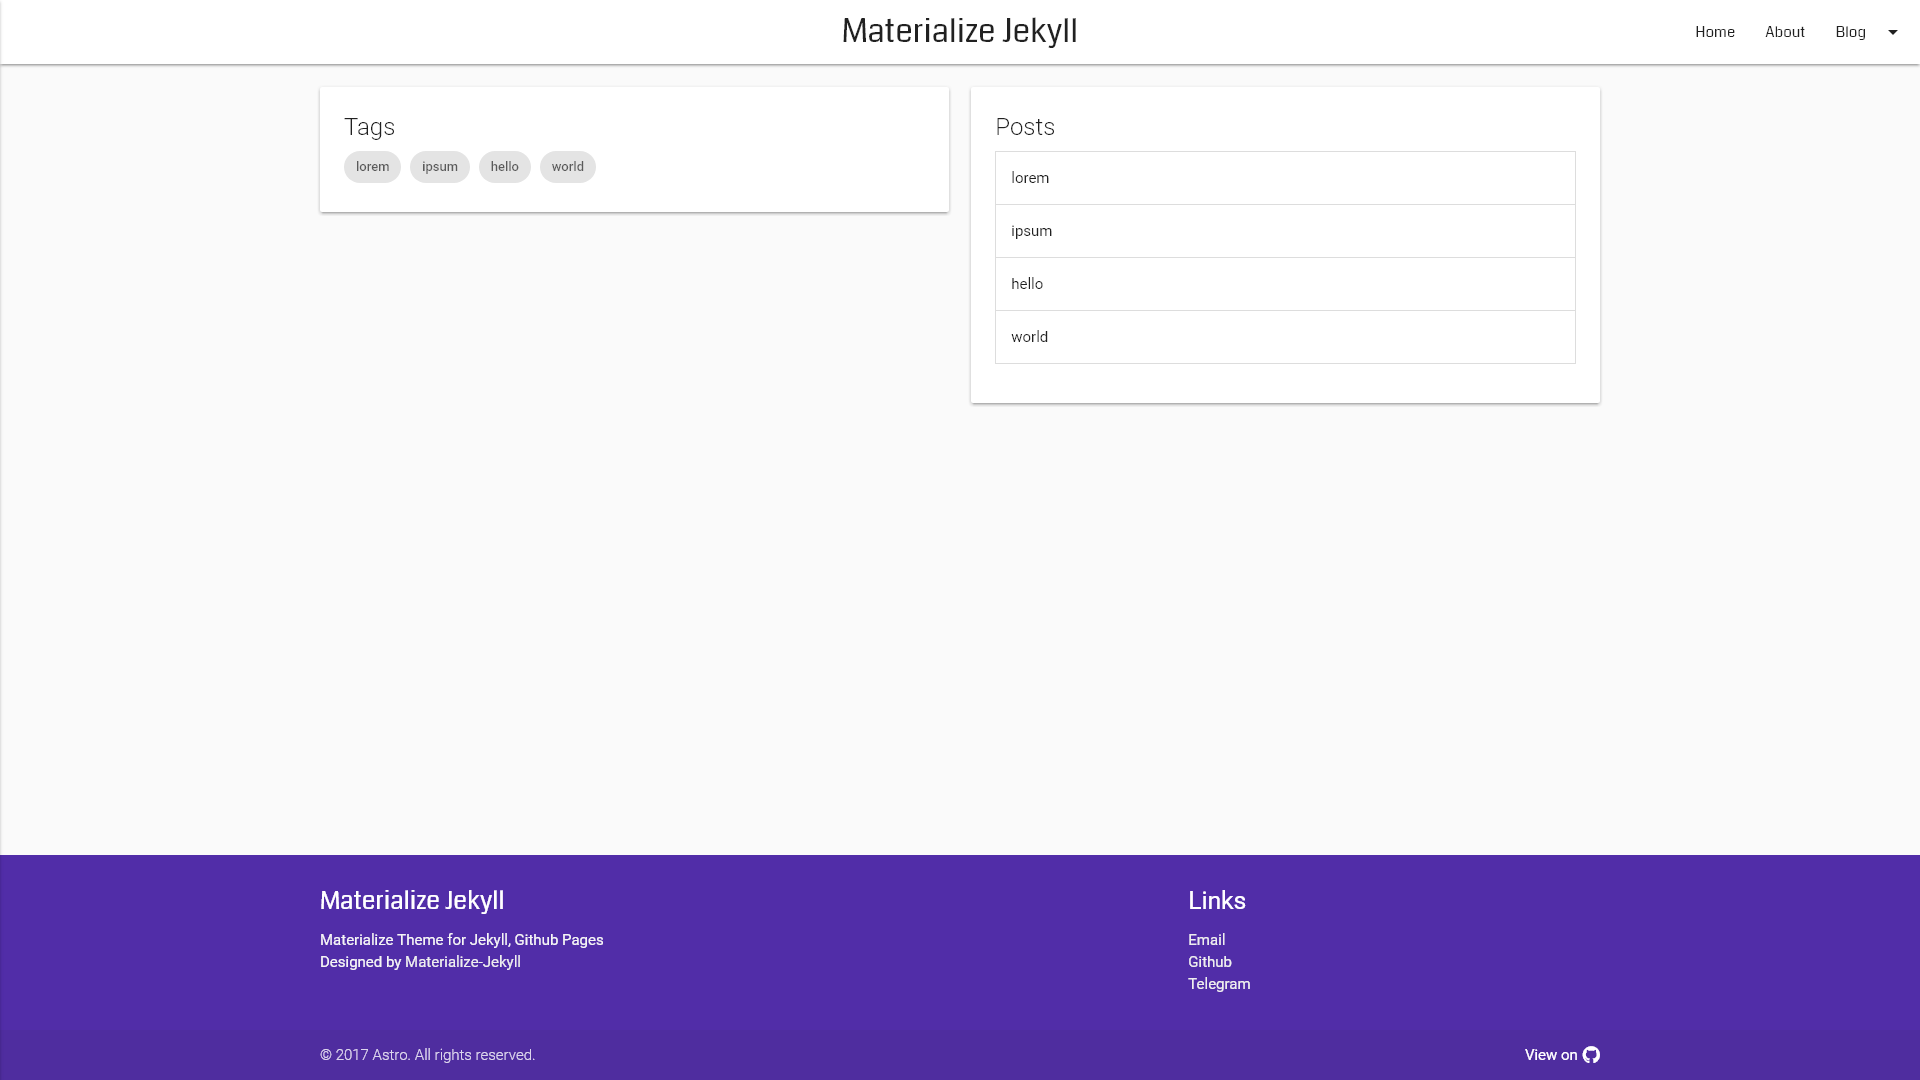 Materialize Jekyll
Home About Blog
Tags
lorem ipsum hello world
Posts
lorem
ipsum
hello
world
Materialize Jekyll
Materialize Theme for Jekyll, Github Pages
Designed by Materialize-Jekyll
Links
Email
Github
Telegram
© 2017 Astro. All rights reserved.
View on